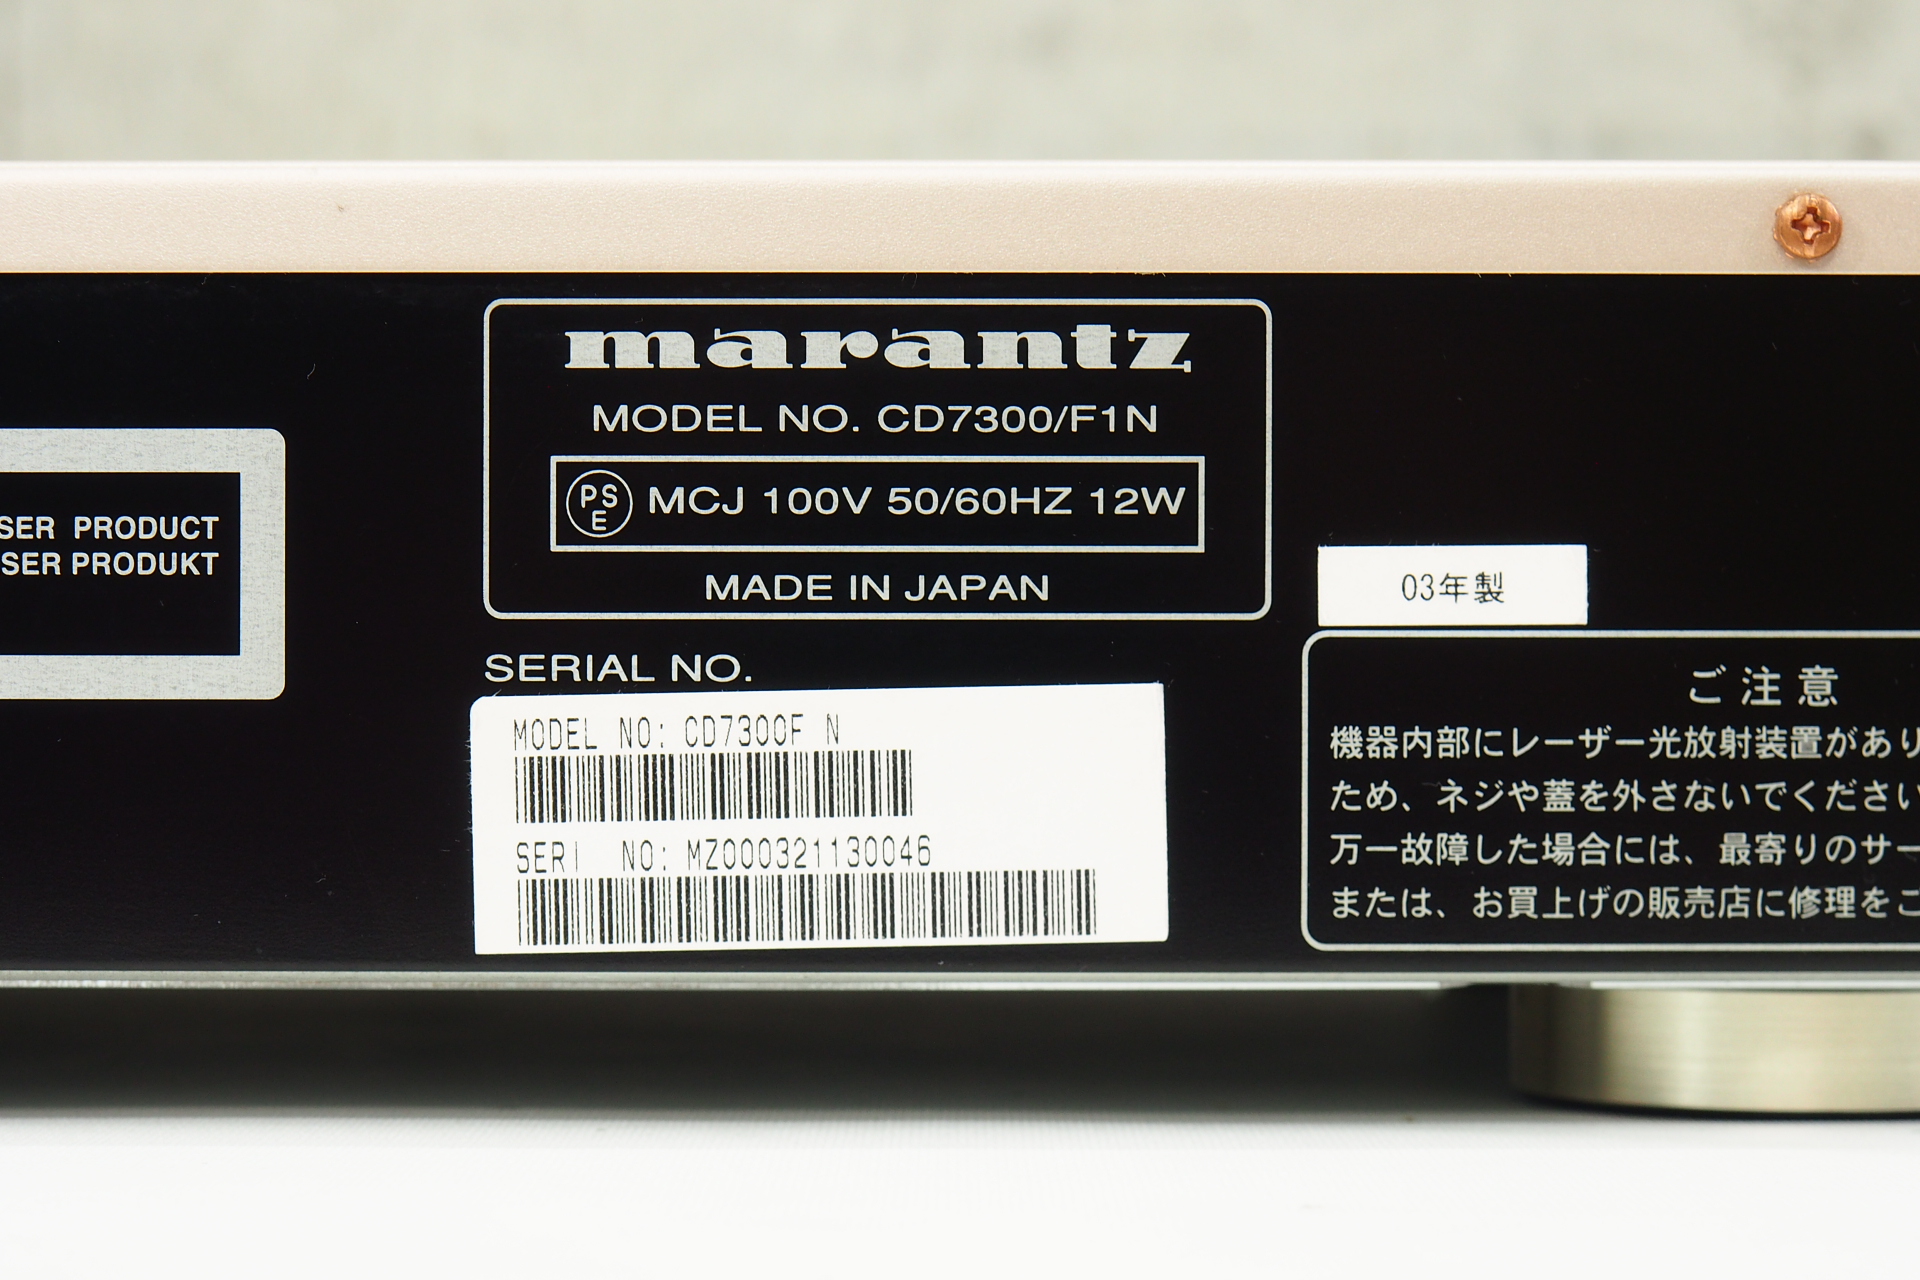 marantz
MODEL NO. CD7300/F1N
PSE MCJ 100V 50/60HZ 12W
MADE IN JAPAN
SER PRODUCT
SER PRODUKT
SERIAL NO.
MODEL NO: CD7300F N
SERI NO: MZ000321130046
03年製
ご注意
機器内部にレーザー光放射装置があり
ため、ネジや蓋を外さないでください
万一故障した場合には、最寄りのサー
または、お買上げの販売店に修理をご